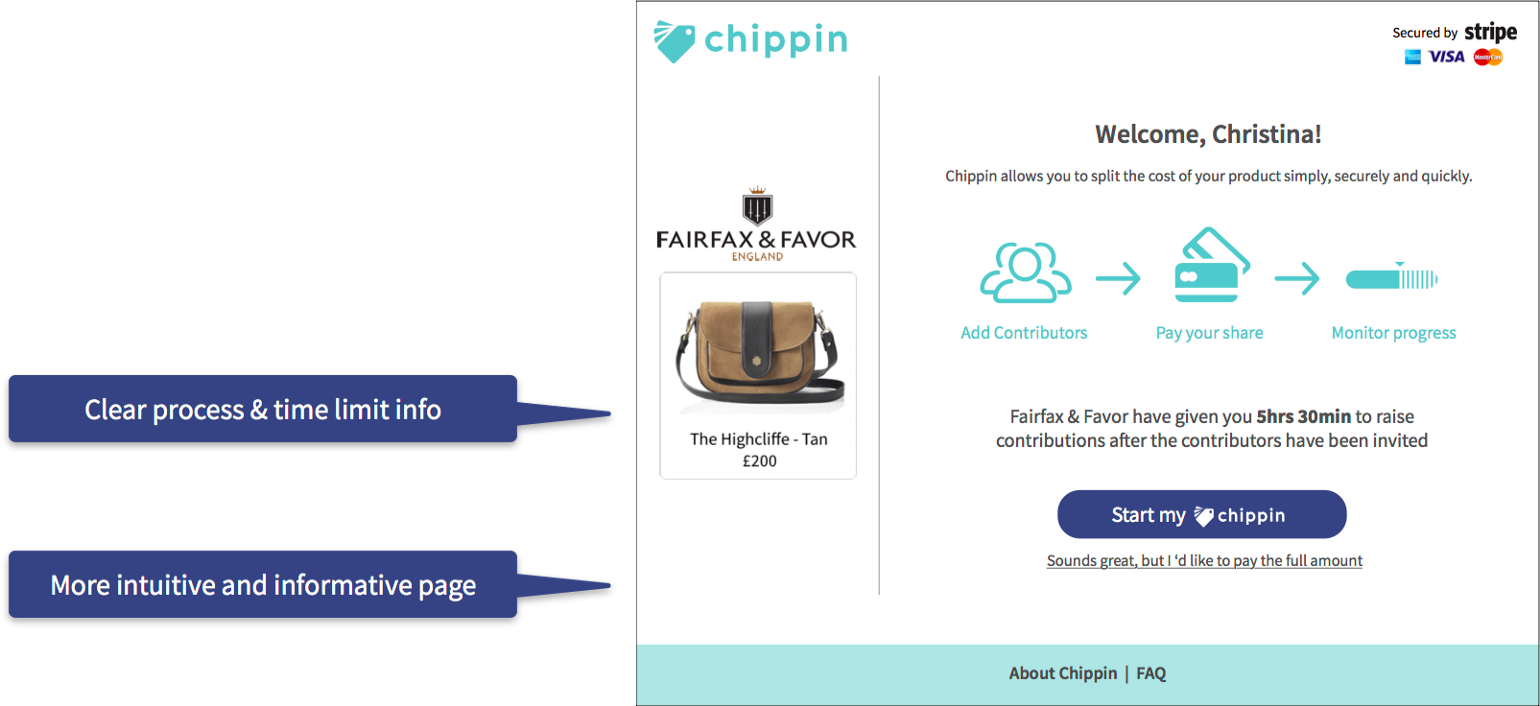 Clear process & time limit info
More intuitive and informative page
chippin
Secured by stripe
VISA MasterCard
FAIRFAX & FAVOR
ENGLAND
The Highcliffe - Tan
£200
Welcome, Christina!
Chippin allows you to split the cost of your product simply, securely and quickly.
Add Contributors
Pay your share
Monitor progress
Fairfax & Favor have given you 5hrs 30min to raise
contributions after the contributors have been invited
Start my chippin
Sounds great, but I 'd like to pay the full amount
About Chippin | FAQ